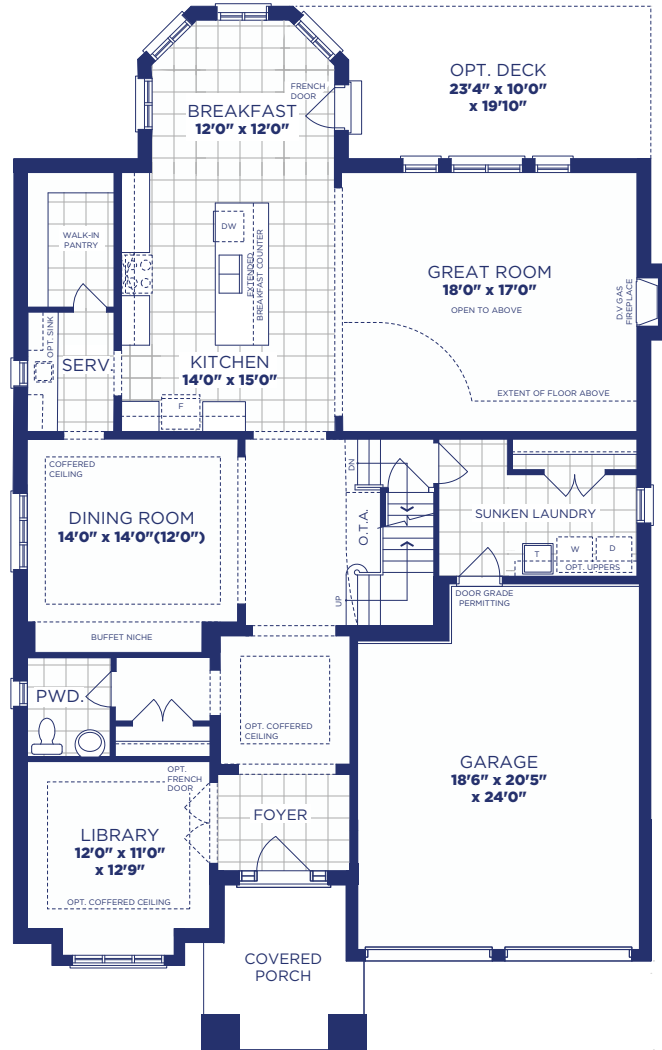 OPT. DECK
23'4" x 10'0"
x 19'10"
FRENCH
DOOR
BREAKFAST
12'0" x 12'0"
WALK-IN
PANTRY
DW
EXTENDED
BREAKFAST COUNTER
GREAT ROOM
18'0" x 17'0"
OPEN TO ABOVE
D.V GAS
FIREPLACE
OPT. SINK
SERV.
KITCHEN
14'0" x 15'0"
F
EXTENT OF FLOOR ABOVE
COFFERED
CEILING
DINING ROOM
14'0" x 14'0"(12'0")
DN
O.T.A.
UP
SUNKEN LAUNDRY
T
W
D
OPT. UPPERS
DOOR GRADE
PERMITTING
BUFFET NICHE
PWD.
OPT. COFFERED
CEILING
OPT.
FRENCH
DOOR
GARAGE
18'6" x 20'5"
x 24'0"
FOYER
LIBRARY
12'0" x 11'0"
x 12'9"
OPT. COFFERED CEILING
COVERED
PORCH